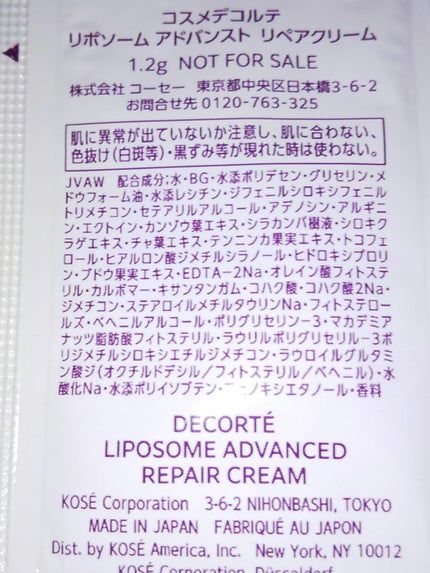 コスメデコルテ
リポソーム アドバンスト リペアクリーム
1.2g NOT FOR SALE
株式会社 コーセー 東京都中央区日本橋3-6-2
お問合せ先 0120-763-325
肌に異常が出ていないか注意し、肌に合わない、
色抜け(白斑等)・黒ずみ等が現れた時は使わない。
JVAW 配合成分;水・BG・水添ポリデセン・グリセリン・メ
ドウフォーム油・水添レシチン・ジフェニルシロキシフェニル
トリメチコン・セテアリルアルコール・アデノシン・アルギニ
ン・エクトイン・カンゾウ葉エキス・シラカンバ樹液・シロキク
ラゲエキス・チャ葉エキス・テンニンカ果実エキス・トコフェ
ロール・ヒアルロン酸ジメチルシラノール・ヒドロキシプロリ
ン・ブドウ果実エキス・EDTA-2Na・オレイン酸フィトステ
リル・カルボマー・キサンタンガム・コハク酸・コハク酸2Na・
ジメチコン・ステアロイルメチルタウリンNa・フィトステロー
ルズ・ベヘニルアルコール・ポリグリセリン-3・マカデミア
ナッツ脂肪酸フィトステリル・ラウリルポリグリセリル-3ポ
リジメチルシロキシエチルジメチコン・ラウロイルグルタミ
ン酸ジ(オクチルドデシル/フィトステリル/ベヘニル)・水
酸化Na・水添ポリイソブテン・ノキシエタノール・香料
DECORTÉ
LIPOSOME ADVANCED
REPAIR CREAM
KOSÉ Corporation 3-6-2 NIHONBASHI, TOKYO
MADE IN JAPAN FABRIQUÉ AU JAPON
Dist. by KOSÉ America, Inc. New York, NY 10012
KOSÉ Corporation, Düsseldorf